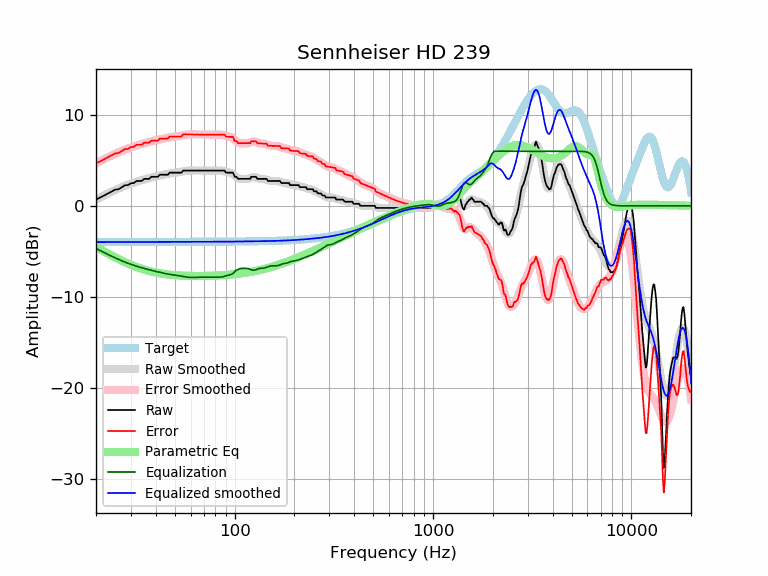 Sennheiser HD 239
10
0
−10
−20
−30
Amplitude (dBr)
Target
Raw Smoothed
Error Smoothed
Raw
Error
Parametric Eq
Equalization
Equalized smoothed
100
1000
10000
Frequency (Hz)